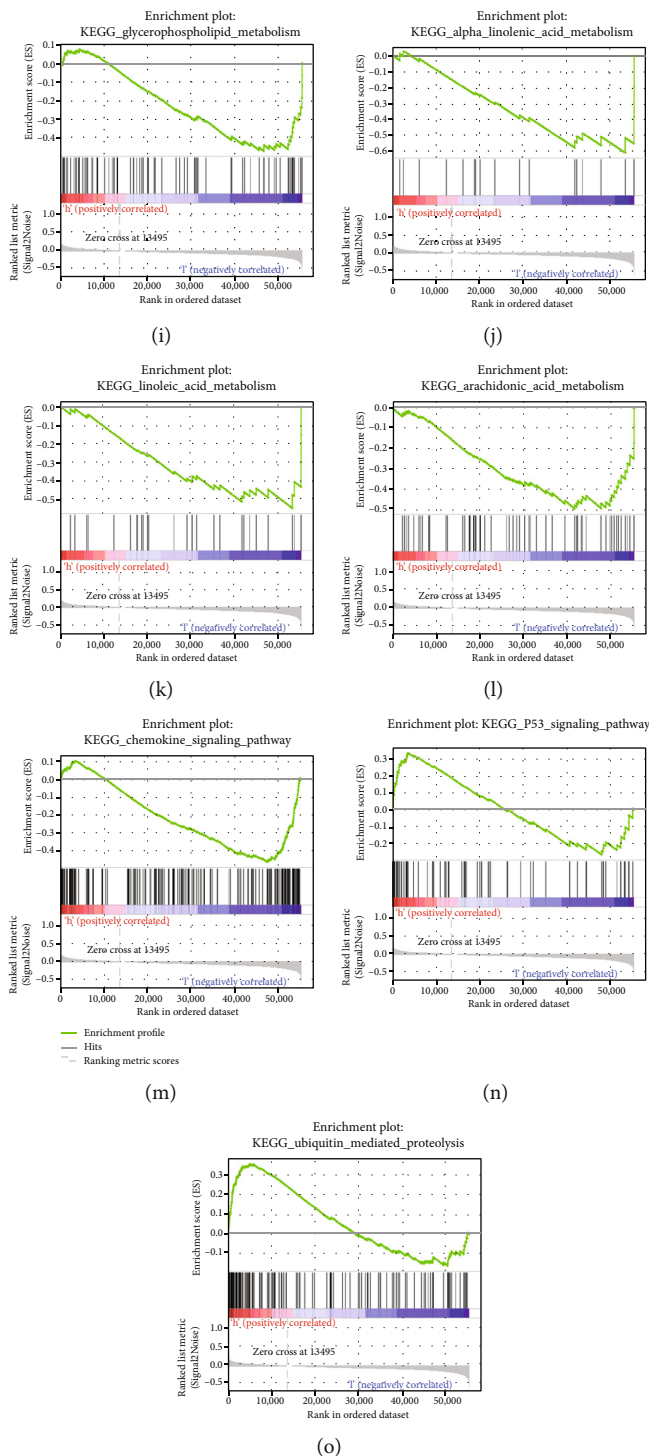 Enrichment plot:
KEGG_glycerophospholipid_metabolism
Enrichment score (ES)
0.1
0.0
−0.1
−0.2
−0.3
−0.4
'h' (positively correlated)
Ranked list metric
(Signal2Noise)
1.0
0.5
0.0
−0.5
Zero cross at 13495
'l' (negatively correlated)
0 10,000 20,000 30,000 40,000 50,000
Rank in ordered dataset
(i)
Enrichment plot:
KEGG_alpha_linolenic_acid_metabolism
Enrichment score (ES)
0.0
−0.1
−0.2
−0.3
−0.4
−0.5
−0.6
'h' (positively correlated)
Ranked list metric
(Signal2Noise)
1.0
0.5
0.0
−0.5
Zero cross at 13495
'l' (negatively correlated)
0 10,000 20,000 30,000 40,000 50,000
Rank in ordered dataset
(j)
Enrichment plot:
KEGG_linoleic_acid_metabolism
Enrichment score (ES)
0.0
−0.1
−0.2
−0.3
−0.4
−0.5
'h' (positively correlated)
Ranked list metric
(Signal2Noise)
1.0
0.5
0.0
−0.5
Zero cross at 13495
'l' (negatively correlated)
0 10,000 20,000 30,000 40,000 50,000
Rank in ordered dataset
(k)
Enrichment plot:
KEGG_arachidonic_acid_metabolism
Enrichment score (ES)
0.0
−0.1
−0.2
−0.3
−0.4
−0.5
'h' (positively correlated)
Ranked list metric
(Signal2Noise)
1.0
0.5
0.0
−0.5
Zero cross at 13495
'l' (negatively correlated)
0 10,000 20,000 30,000 40,000 50,000
Rank in ordered dataset
(l)
Enrichment plot:
KEGG_chemokine_signaling_pathway
Enrichment score (ES)
0.1
0.0
−0.1
−0.2
−0.3
−0.4
'h' (positively correlated)
Ranked list metric
(Signal2Noise)
1.0
0.5
0.0
−0.5
Zero cross at 13495
'l' (negatively correlated)
0 10,000 20,000 30,000 40,000 50,000
Rank in ordered dataset
Enrichment profile
Hits
Ranking metric scores
(m)
Enrichment plot: KEGG_P53_signaling_pathway
Enrichment score (ES)
0.3
0.2
0.1
0.0
−0.1
−0.2
'h' (positively correlated)
Ranked list metric
(Signal2Noise)
1.0
0.5
0.0
−0.5
Zero cross at 13495
'l' (negatively correlated)
0 10,000 20,000 30,000 40,000 50,000
Rank in ordered dataset
(n)
Enrichment plot:
KEGG_ubiquitin_mediated_proteolysis
Enrichment score (ES)
0.3
0.2
0.1
0.0
−0.1
'h' (positively correlated)
Ranked list metric
(Signal2Noise)
1.0
0.5
0.0
−0.5
Zero cross at 13495
'l' (negatively correlated)
0 10,000 20,000 30,000 40,000 50,000
Rank in ordered dataset
(o)